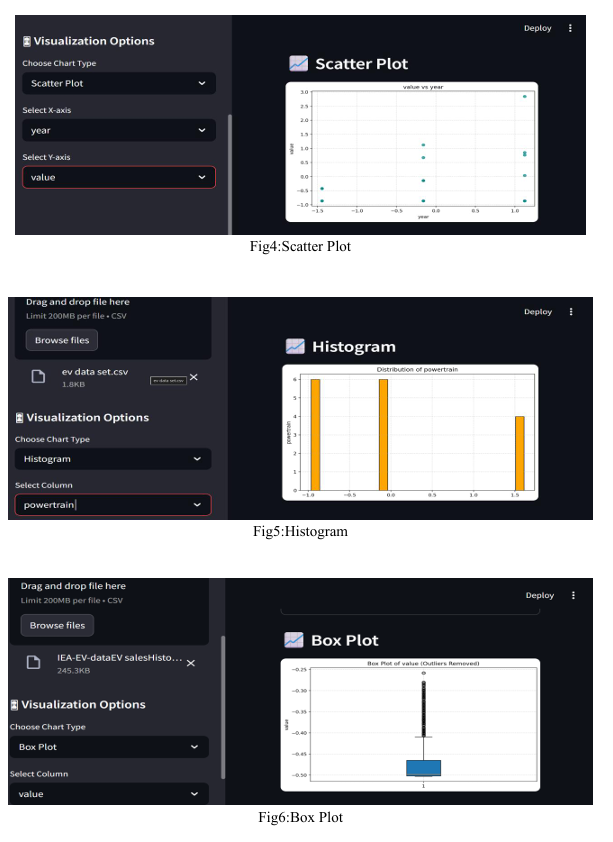 Deploy
Visualization Options
Choose Chart Type
Scatter Plot
Select X-axis
year
Select Y-axis
value
Scatter Plot
value vs year
3.0
2.5
2.0
1.5
1.0
0.5
0.0
−0.5
−1.0
value
−1.5
−1.0
−0.5
0.0
0.5
1.0
year
Fig4:Scatter Plot
Drag and drop file here
Limit 200MB per file • CSV
Browse files
ev data set.csv
1.8KB
ev data set.csv
Visualization Options
Choose Chart Type
Histogram
Select Column
powertrain
Deploy
Histogram
Distribution of powertrain
6
5
4
3
2
1
0
powertrain
−1.0
−0.5
0.0
0.5
1.0
1.5
Fig5:Histogram
Drag and drop file here
Limit 200MB per file • CSV
Browse files
IEA-EV-dataEV salesHisto...
245.3KB
Visualization Options
Choose Chart Type
Box Plot
Select Column
value
Deploy
Box Plot
Box Plot of value (Outliers Removed)
−0.25
−0.30
−0.35
−0.40
−0.45
−0.50
value
1
Fig6:Box Plot